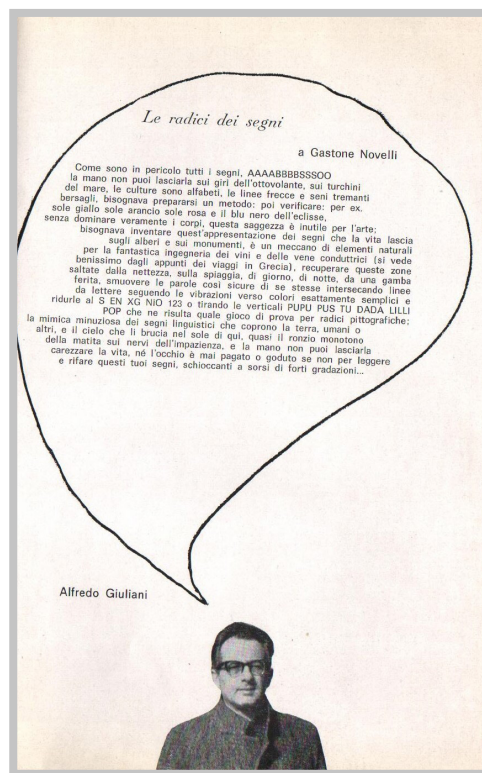 Le radici dei segni
a Gastone Novelli
Come sono in pericolo tutti i segni, AAAABBBBSSSOO
la mano non puoi lasciarla sui giri dell'ottovolante, sui turchini
del mare, le culture sono alfabeti, le linee frecce e seni tremanti
bersagli, bisognava prepararsi un metodo: poi verificare: per ex.
sole giallo sole arancio sole rosa e il blu nero dell'eclisse,
senza dominare veramente i corpi, questa saggezza è inutile per l'arte:
bisognava inventare quest'appresentazione dei segni che la vita lascia
sugli alberi e sui monumenti, è un meccano di elementi naturali
per la fantastica ingegneria dei vini e delle vene conduttrici (si vede
benissimo dagli appunti dei viaggi in Grecia), recuperare queste zone
saltate dalla nettezza, sulla spiaggia, di giorno, di notte, da una gamba
ferita, smuovere le parole così sicure di se stesse intersecando linee
da lettere seguendo le vibrazioni verso colori esattamente semplici e
ridurle al S EN XG NIO 123 o tirando le verticali PUPU PUS TU DADA LILLI
POP che ne risulta quale gioco di prova per radici pittografiche;
la mimica minuziosa dei segni linguistici che coprono la terra, umani o
altri, e il cielo che li brucia nel sole di qui, quasi il ronzio monotono
della matita sui nervi dell'impazienza, e la mano non puoi lasciarla
carezzare la vita, né l'occhio è mai pagato o goduto se non per leggere
e rifare questi tuoi segni, schioccanti a sorsi di forti gradazioni...
Alfredo Giuliani